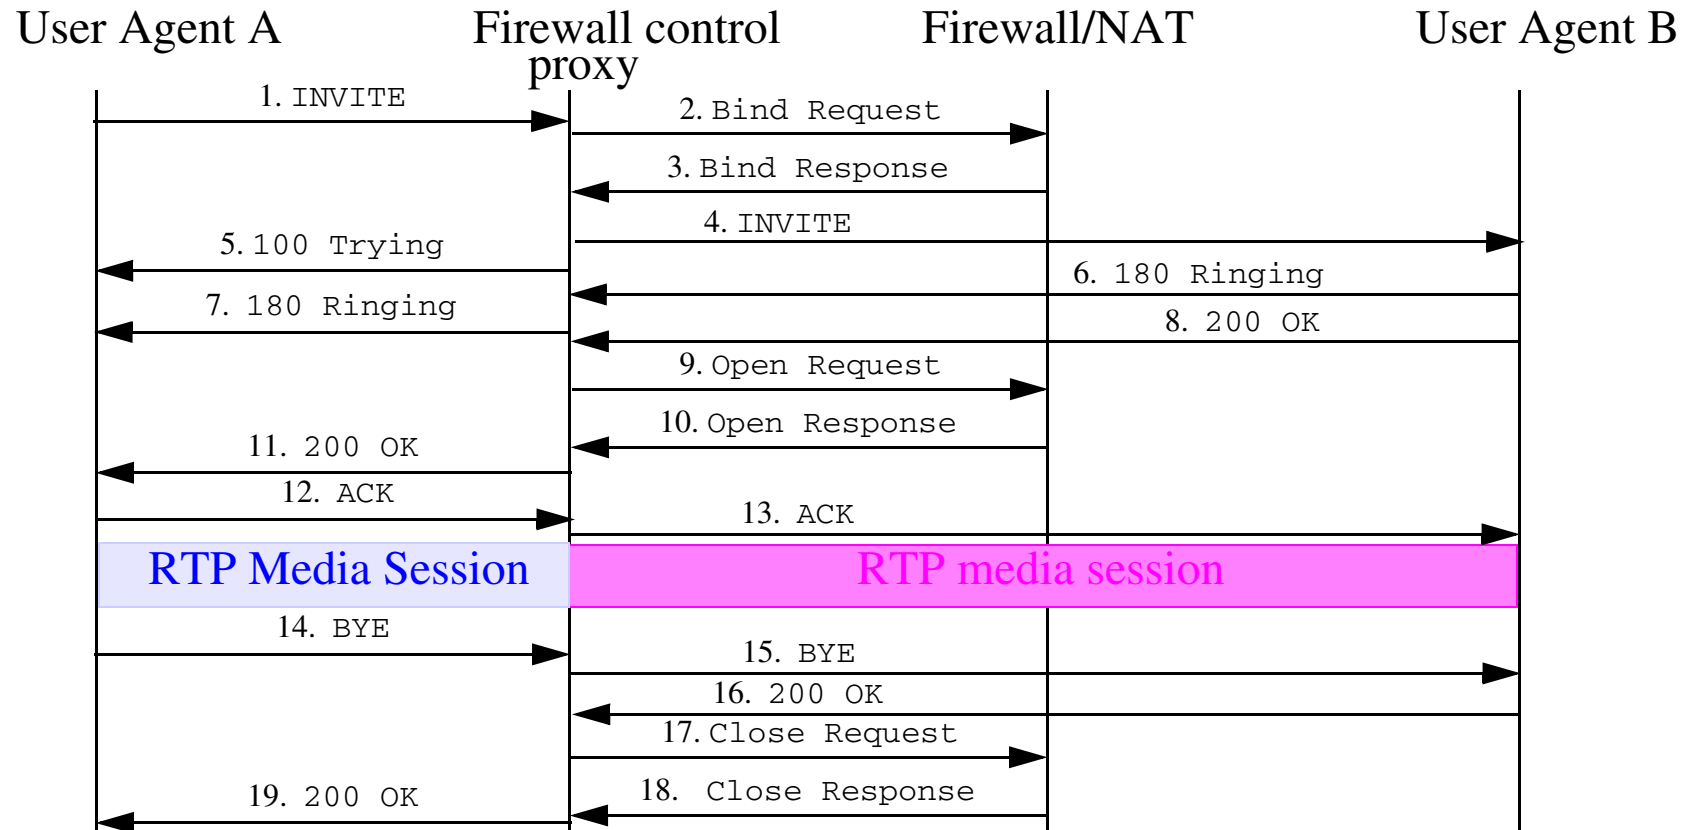 User Agent A
Firewall control
proxy
Firewall/NAT
User Agent B
1. INVITE
2. Bind Request
3. Bind Response
4. INVITE
5. 100 Trying
6. 180 Ringing
7. 180 Ringing
8. 200 OK
9. Open Request
10. Open Response
11. 200 OK
12. ACK
13. ACK
RTP Media Session
RTP media session
14. BYE
15. BYE
16. 200 OK
17. Close Request
18. Close Response
19. 200 OK